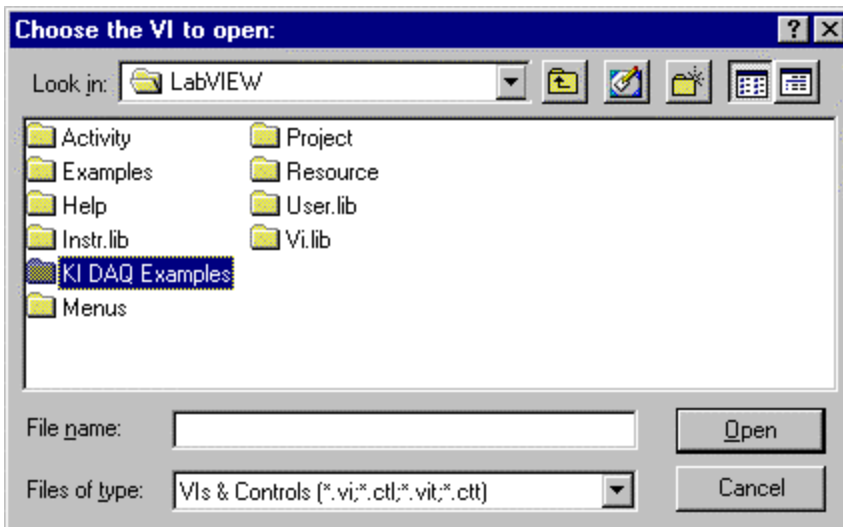 Choose the VI to open:
Look in: LabVIEW
Activity
Examples
Help
Instr.lib
KI DAQ Examples
Menus
Project
Resource
User.lib
Vi.lib
File name:
Open
Files of type: VIs & Controls (*.vi;*.ctl;*.vit;*.ctt)
Cancel